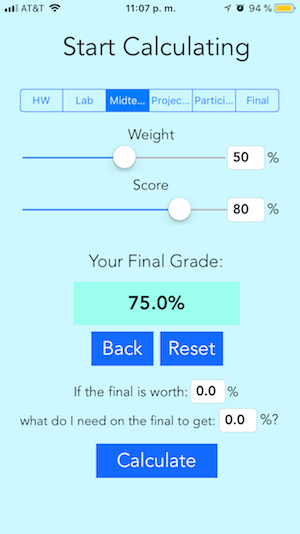 AT&T 11:07 p. m. 94 %
Start Calculating
HW Lab Midte... Projec... Partici... Final
Weight
50 %
Score
80 %
Your Final Grade:
75.0%
Back Reset
If the final is worth: 0.0 %
what do I need on the final to get: 0.0 %?
Calculate